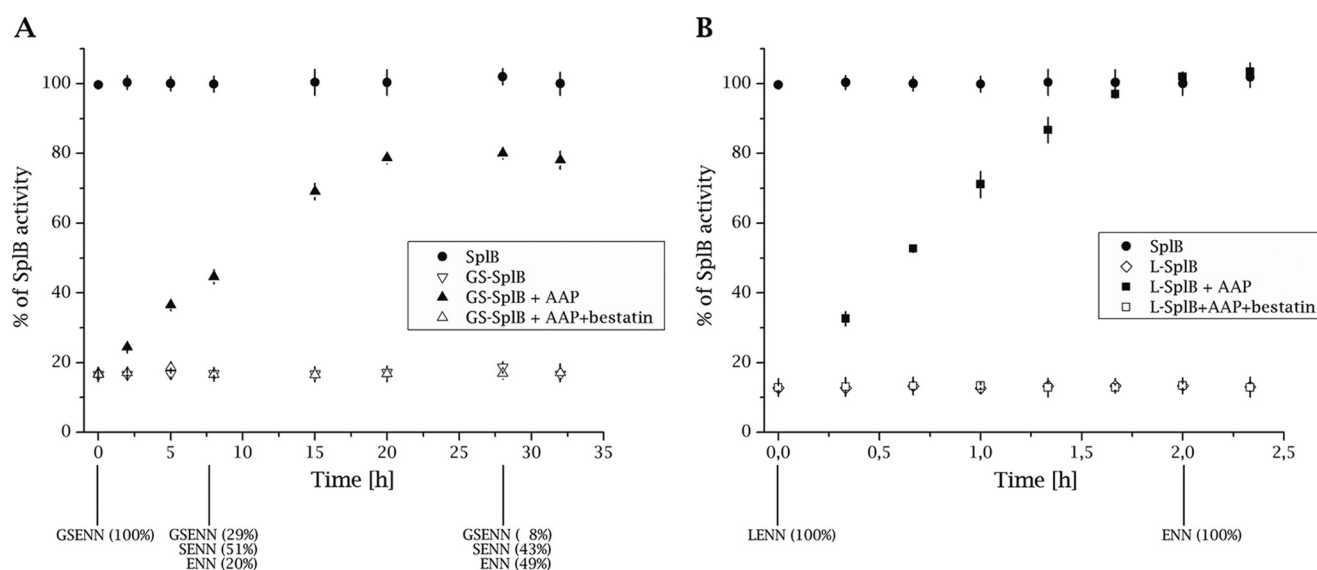 A
% of SplB activity
100
80
60
40
20
0
SplB
GS-SplB
GS-SplB + AAP
GS-SplB + AAP+bestatin
0 5 10 15 20 25 30 35
Time [h]
GSENN (100%)
GSENN (29%)
SENN (51%)
ENN (20%)
GSENN ( 8%)
SENN (43%)
ENN (49%)
B
% of SplB activity
100
80
60
40
20
0
SplB
L-SplB
L-SplB + AAP
L-SplB+AAP+bestatin
0,0 0,5 1,0 1,5 2,0 2,5
Time [h]
LENN (100%)
ENN (100%)